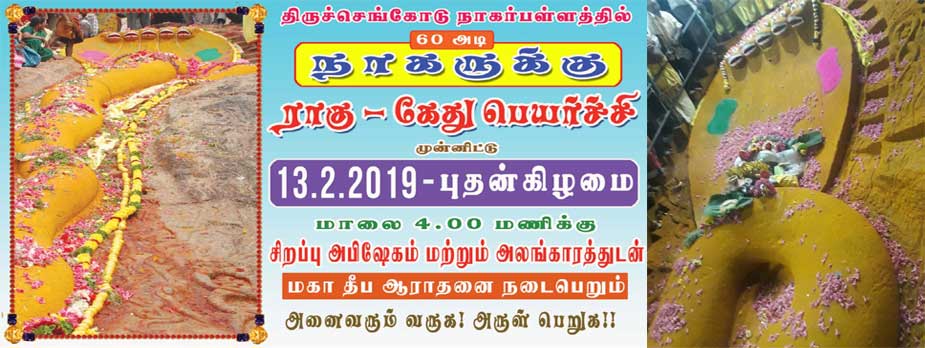 திருச்செங்கோடு நாகர்பள்ளத்தில்
60 அடி
நாகருக்கு
ராகு – கேது பெயர்ச்சி
முன்னிட்டு
13.2.2019-புதன்கிழமை
மாலை 4.00 மணிக்கு
சிறப்பு அபிஷேகம் மற்றும் அலங்காரத்துடன்
மகா தீப ஆராதனை நடைபெறும்
அனைவரும் வருக! அருள் பெறுக!!